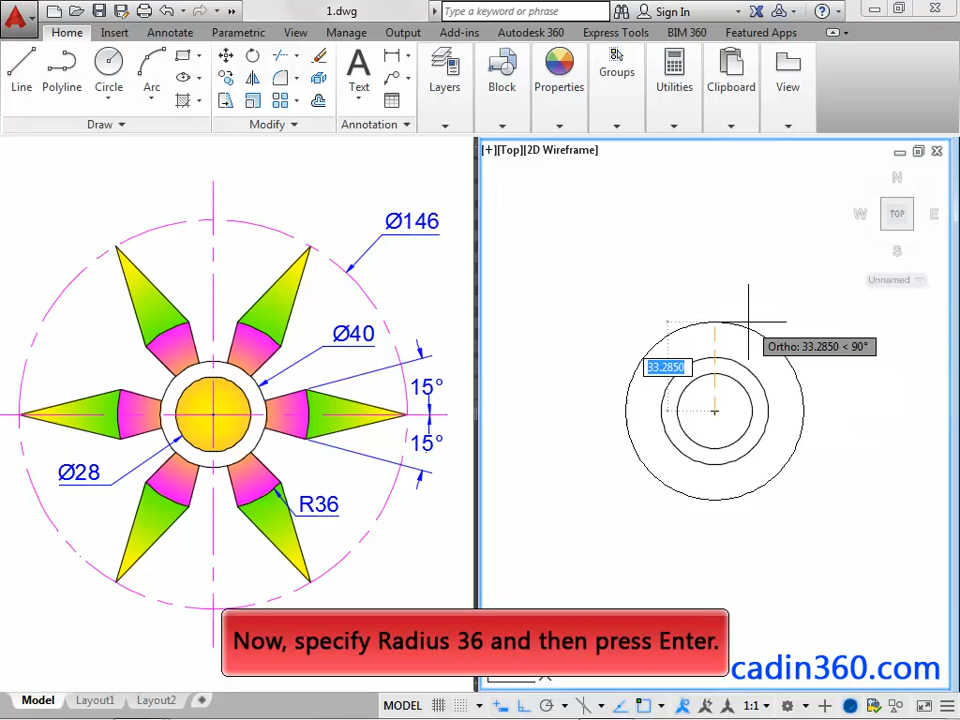 1.dwg
Type a keyword or phrase
Sign In
Home Insert Annotate Parametric View Manage Output Add-ins Autodesk 360 Express Tools BIM 360 Featured Apps
Line Polyline Circle Arc
Text
Layers Block Properties Groups Utilities Clipboard View
Draw Modify Annotation
[+][Top][2D Wireframe]
N
W TOP E
S
Unnamed
Ø146
Ø40
15°
15°
Ø28
R36
Ortho: 33.2850 < 90°
33.2850
Now, specify Radius 36 and then press Enter.
cadin360.com
Model Layout1 Layout2
MODEL
1:1